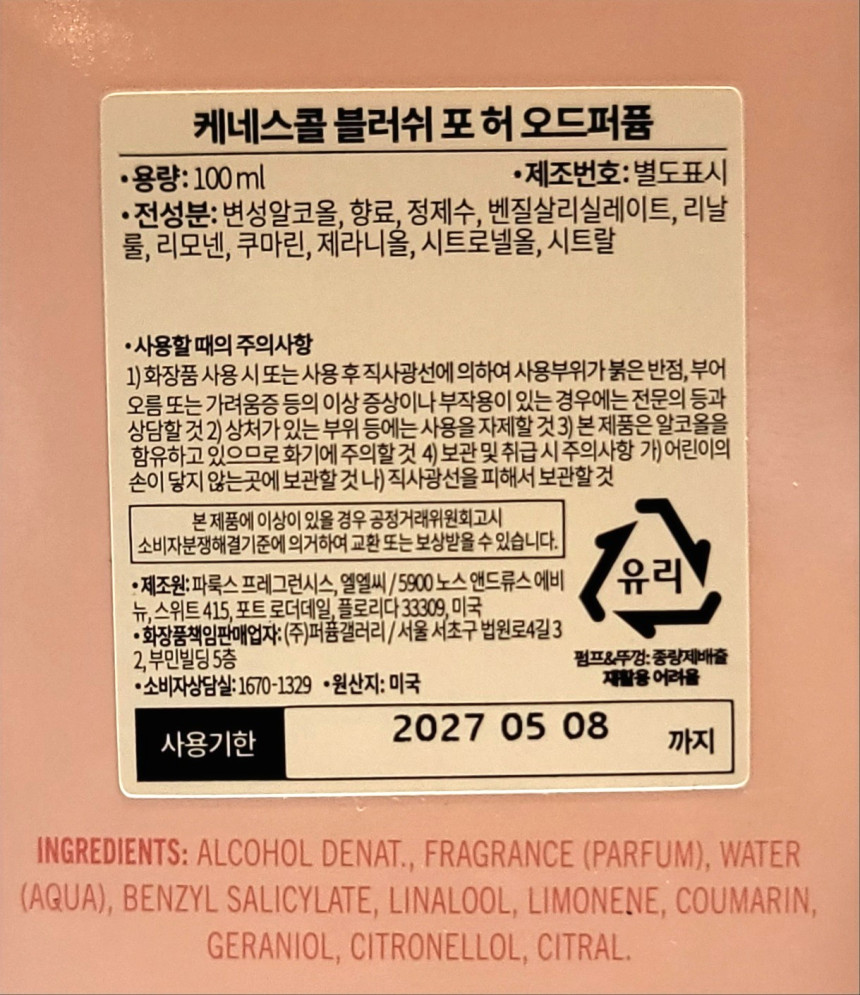 케네스콜 블러쉬 포 허 오드퍼퓸
•용량: 100 ml •제조번호: 별도표시
•전성분: 변성알코올, 향료, 정제수, 벤질살리실레이트, 리날
룰, 리모넨, 쿠마린, 제라니올, 시트로넬올, 시트랄
•사용할 때의 주의사항
1) 화장품 사용 시 또는 사용 후 직사광선에 의하여 사용부위가 붉은 반점, 부어
오름 또는 가려움증 등의 이상 증상이나 부작용이 있는 경우에는 전문의 등과
상담할 것 2) 상처가 있는 부위 등에는 사용을 자제할 것 3) 본 제품은 알코올을
함유하고 있으므로 화기에 주의할 것 4) 보관 및 취급 시 주의사항 가) 어린이의
손이 닿지 않는곳에 보관할 것 나) 직사광선을 피해서 보관할 것
본 제품에 이상이 있을 경우 공정거래위원회고시
소비자분쟁해결기준에 의거하여 교환 또는 보상받을 수 있습니다.
유리
펌프&뚜껑: 종량제배출
재활용 어려움
•제조원: 파룩스 프레그런시스, 엘엘씨 / 5900 노스 앤드류스 에비
뉴, 스위트 415, 포트 로더데일, 플로리다 33309, 미국
•화장품책임판매업자: (주)퍼퓸갤러리 / 서울 서초구 법원로4길 3
2, 부민빌딩 5층
•소비자상담실: 1670-1329 •원산지: 미국
사용기한 2027 05 08 까지
INGREDIENTS: ALCOHOL DENAT., FRAGRANCE (PARFUM), WATER
(AQUA), BENZYL SALICYLATE, LINALOOL, LIMONENE, COUMARIN,
GERANIOL, CITRONELLOL, CITRAL.